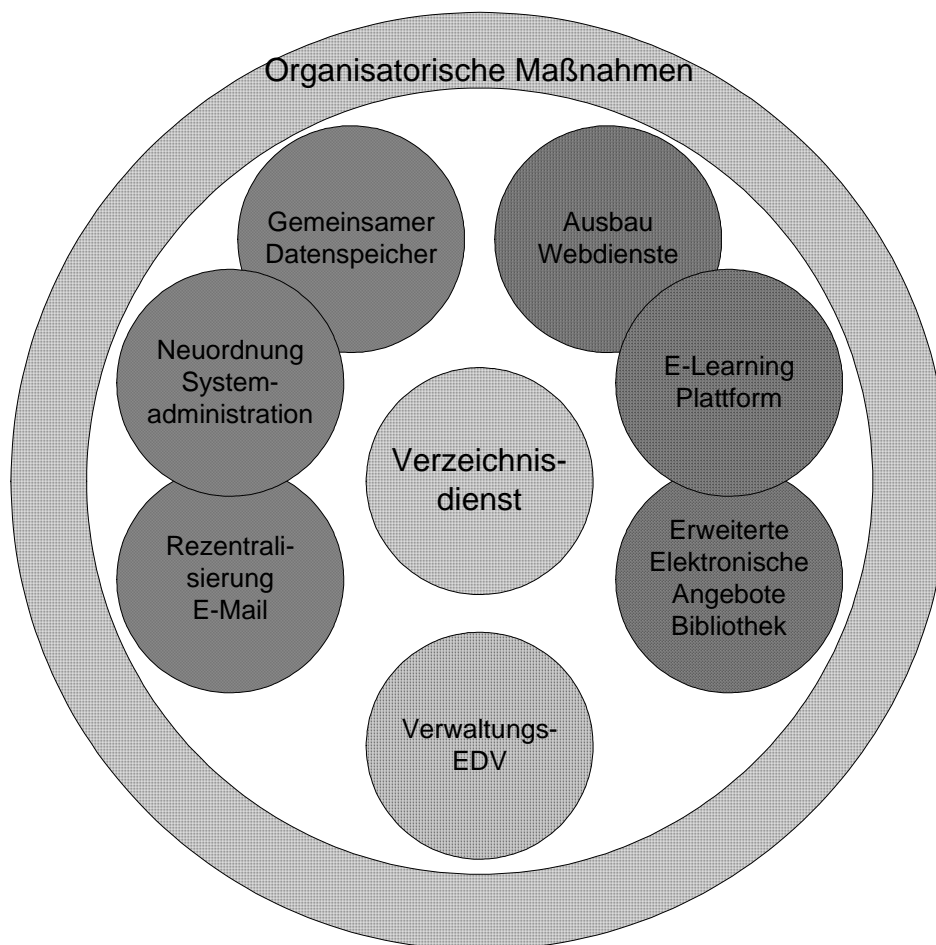 Organisatorische Maßnahmen
Gemeinsamer
Datenspeicher
Ausbau
Webdienste
Neuordnung
System-
administration
E-Learning
Plattform
Verzeichnis-
dienst
Rezentrali-
sierung
E-Mail
Erweiterte
Elektronische
Angebote
Bibliothek
Verwaltungs-
EDV